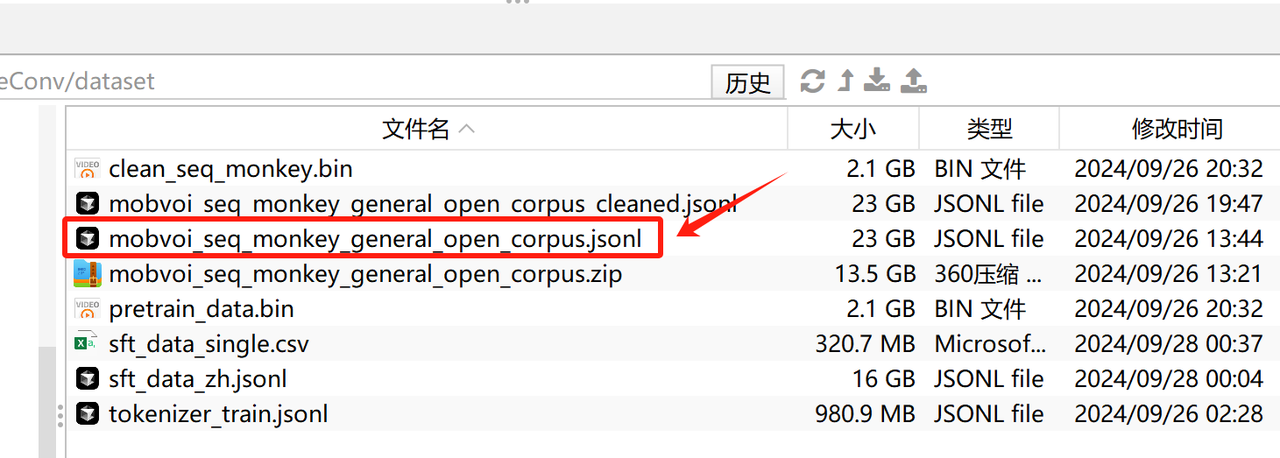 eConv/dataset 历史
文件名 大小 类型 修改时间
VIDEO clean_seq_monkey.bin 2.1 GB BIN 文件 2024/09/26 20:32
mobvoi_seq_monkey_general_open_corpus_cleaned.jsonl 23 GB JSONL file 2024/09/26 19:47
mobvoi_seq_monkey_general_open_corpus.jsonl 23 GB JSONL file 2024/09/26 13:44
mobvoi_seq_monkey_general_open_corpus.zip 13.5 GB 360压缩 ... 2024/09/26 13:21
VIDEO pretrain_data.bin 2.1 GB BIN 文件 2024/09/26 20:32
sft_data_single.csv 320.7 MB Microsof... 2024/09/28 00:37
sft_data_zh.jsonl 16 GB JSONL file 2024/09/28 00:04
tokenizer_train.jsonl 980.9 MB JSONL file 2024/09/26 02:28